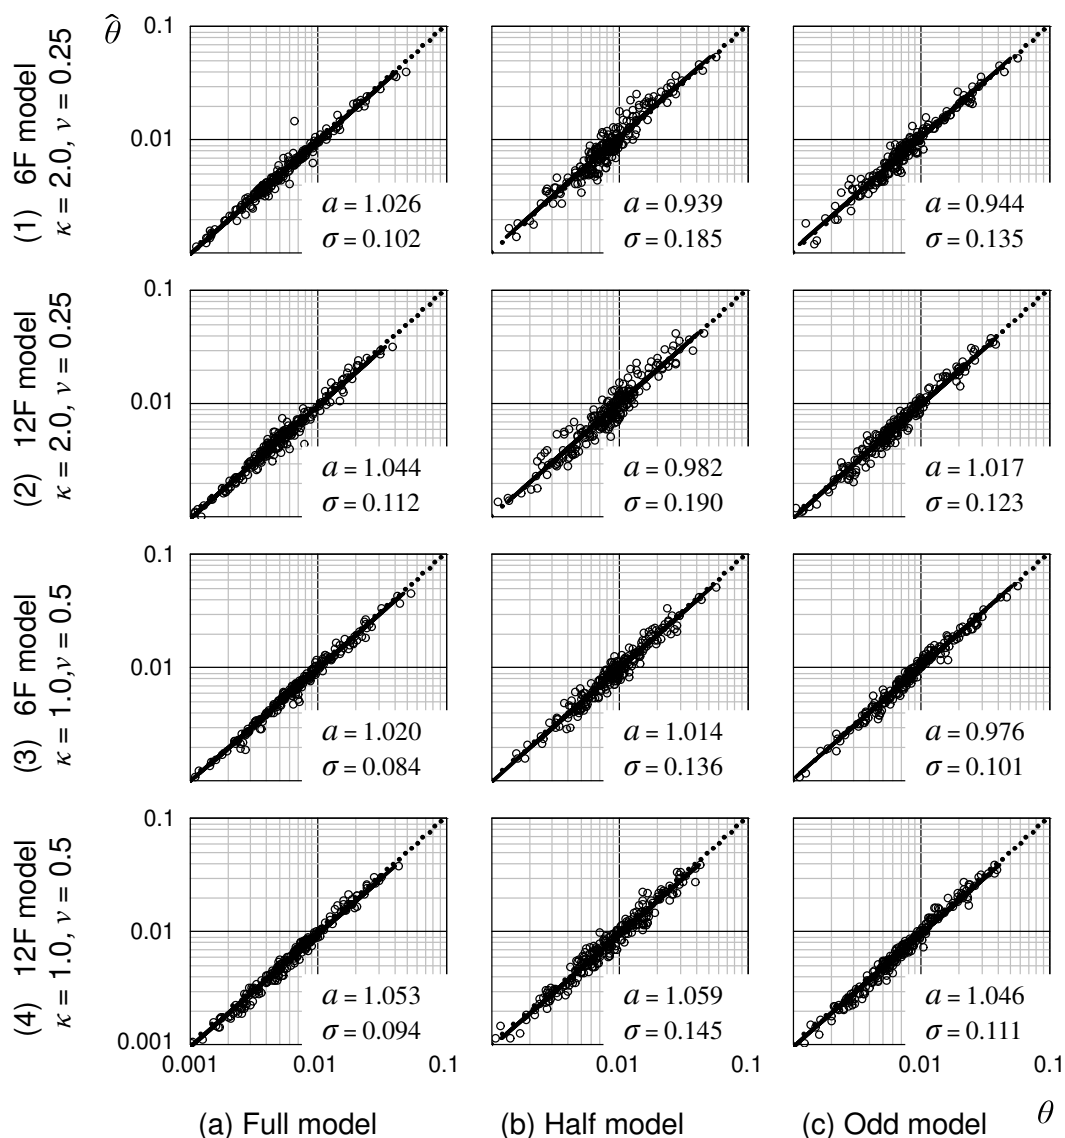 θ̂
0.1
0.01
(1) 6F model
κ = 2.0, ν = 0.25
a = 1.026
σ = 0.102
a = 0.939
σ = 0.185
a = 0.944
σ = 0.135
0.1
0.01
(2) 12F model
κ = 2.0, ν = 0.25
a = 1.044
σ = 0.112
a = 0.982
σ = 0.190
a = 1.017
σ = 0.123
0.1
0.01
(3) 6F model
κ = 1.0, ν = 0.5
a = 1.020
σ = 0.084
a = 1.014
σ = 0.136
a = 0.976
σ = 0.101
0.1
0.01
0.001
(4) 12F model
κ = 1.0, ν = 0.5
a = 1.053
σ = 0.094
a = 1.059
σ = 0.145
a = 1.046
σ = 0.111
0.001 0.01 0.1 0.01 0.1 0.01 0.1
(a) Full model (b) Half model (c) Odd model θ